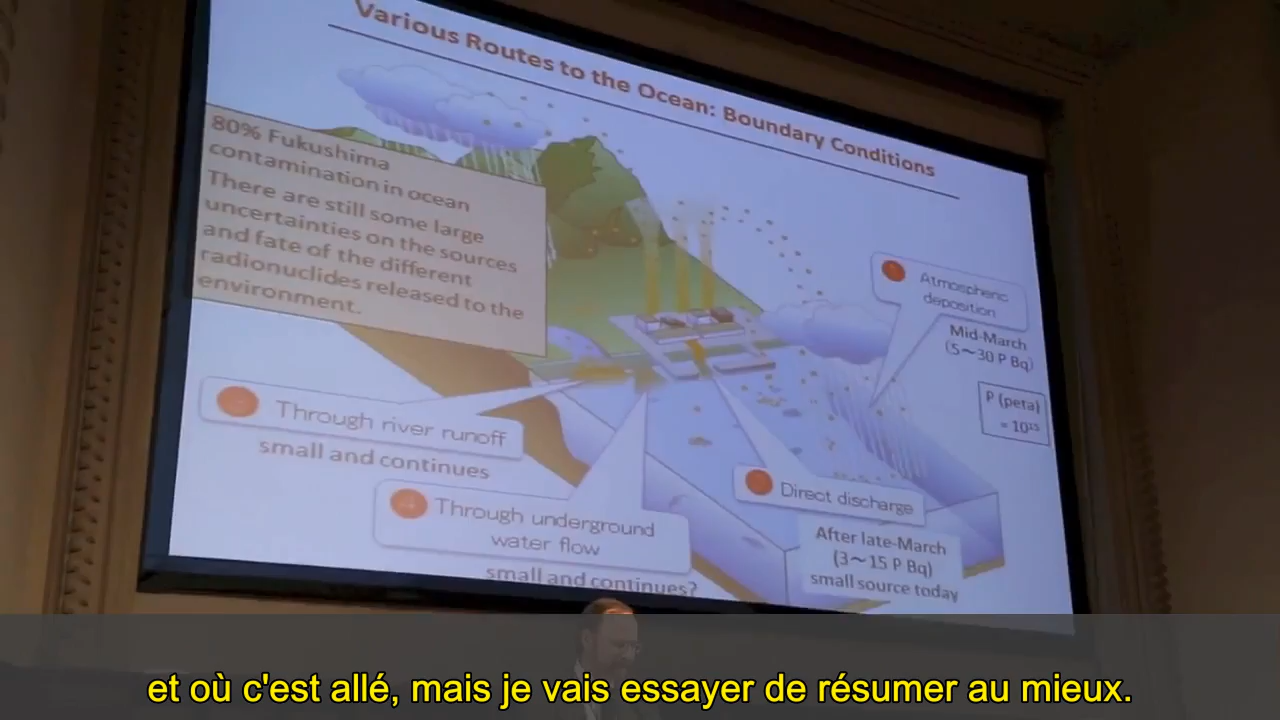 Various Routes to the Ocean: Boundary Conditions
80% Fukushima
contamination in ocean
There are still some large
uncertainties on the sources
and fate of the different
radionuclides released to the
environment.
Atmospheric
deposition
Mid-March
(5～30 P Bq)
P (peta)
= 10¹⁵
Through river runoff
small and continues
Through underground
water flow
small and continues?
Direct discharge
After late-March
(3～15 P Bq)
small source today
et où c'est allé, mais je vais essayer de résumer au mieux.